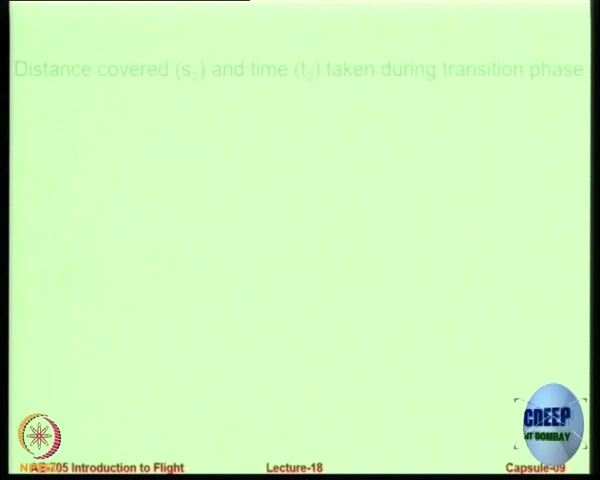 Distance covered (s2) and time (t2) taken during transition phase
CDEEP
IIT BOMBAY
NPTEL
AE-705 Introduction to Flight
Lecture-18
Capsule-09